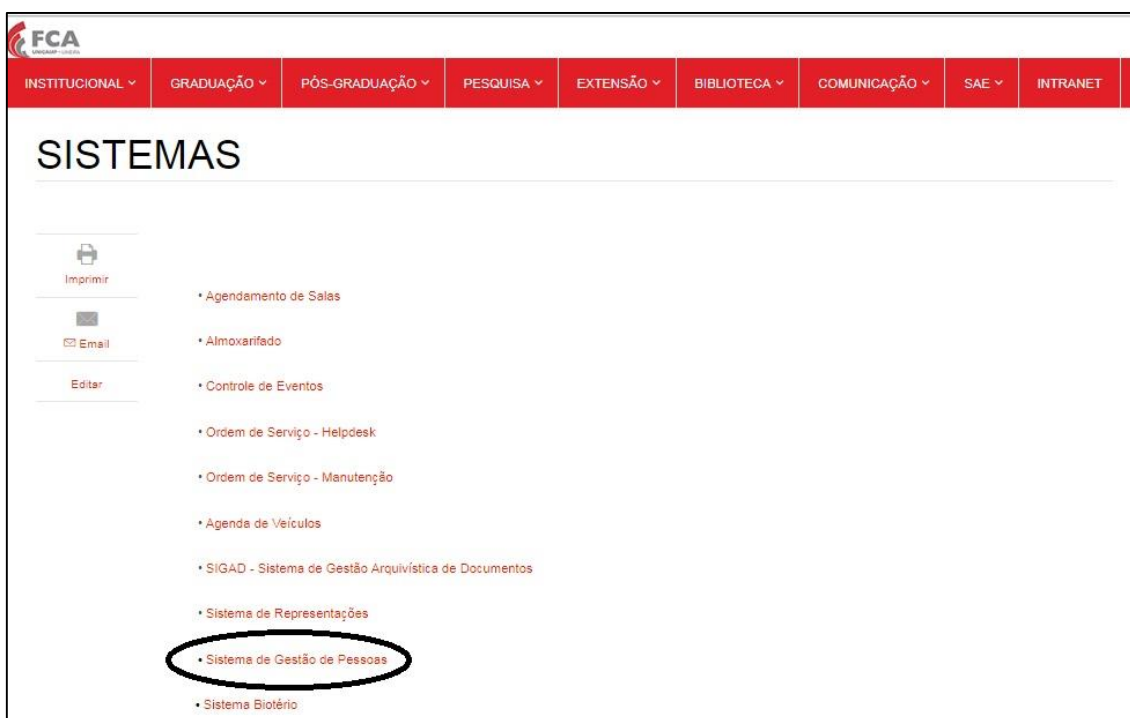 FCA
UNICAMP - LIMEIRA
INSTITUCIONAL GRADUAÇÃO PÓS-GRADUAÇÃO PESQUISA EXTENSÃO BIBLIOTECA COMUNICAÇÃO SAE INTRANET
SISTEMAS
Imprimir
Email
Editar
• Agendamento de Salas
• Almoxarifado
• Controle de Eventos
• Ordem de Serviço - Helpdesk
• Ordem de Serviço - Manutenção
• Agenda de Veículos
• SIGAD - Sistema de Gestão Arquivística de Documentos
• Sistema de Representações
• Sistema de Gestão de Pessoas
• Sistema Biotério